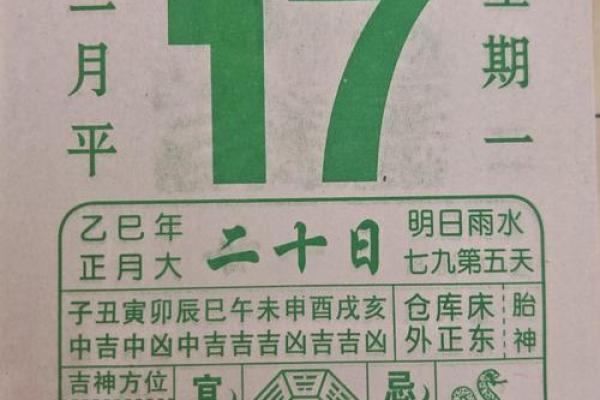 二月平
17
星期一
乙巳年
正月大
二十日
明日雨水
七九第五天
子丑寅卯辰巳午未申酉戌亥
中吉中凶中吉吉吉凶吉吉凶
仓库床
外正东
胎神
吉神方位
宜
忌